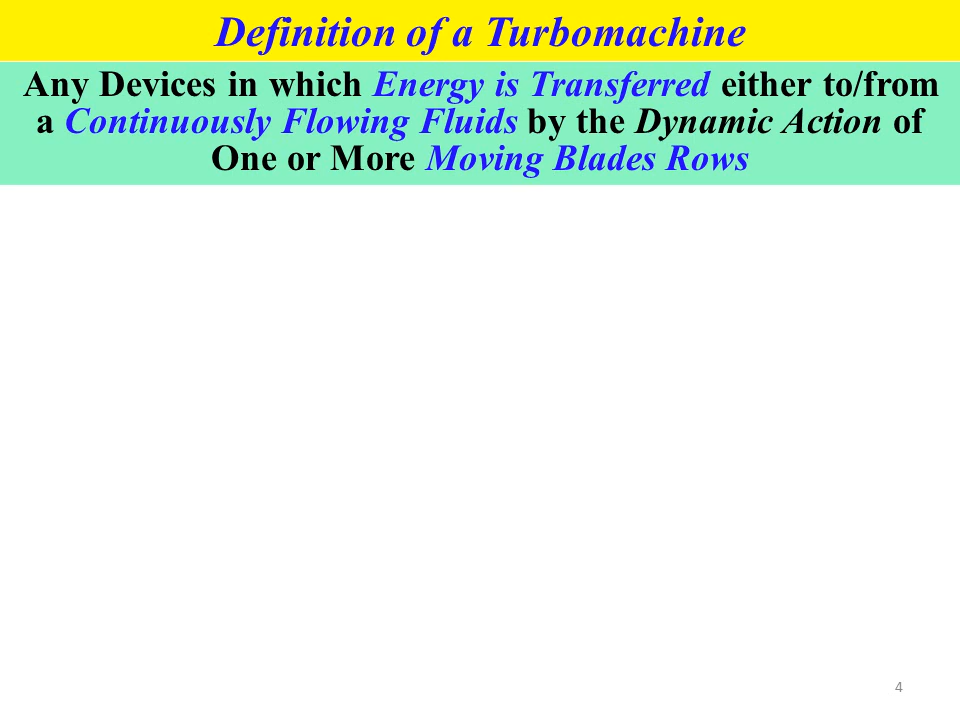 Definition of a Turbomachine
Any Devices in which Energy is Transferred either to/from
a Continuously Flowing Fluids by the Dynamic Action of
One or More Moving Blades Rows
4